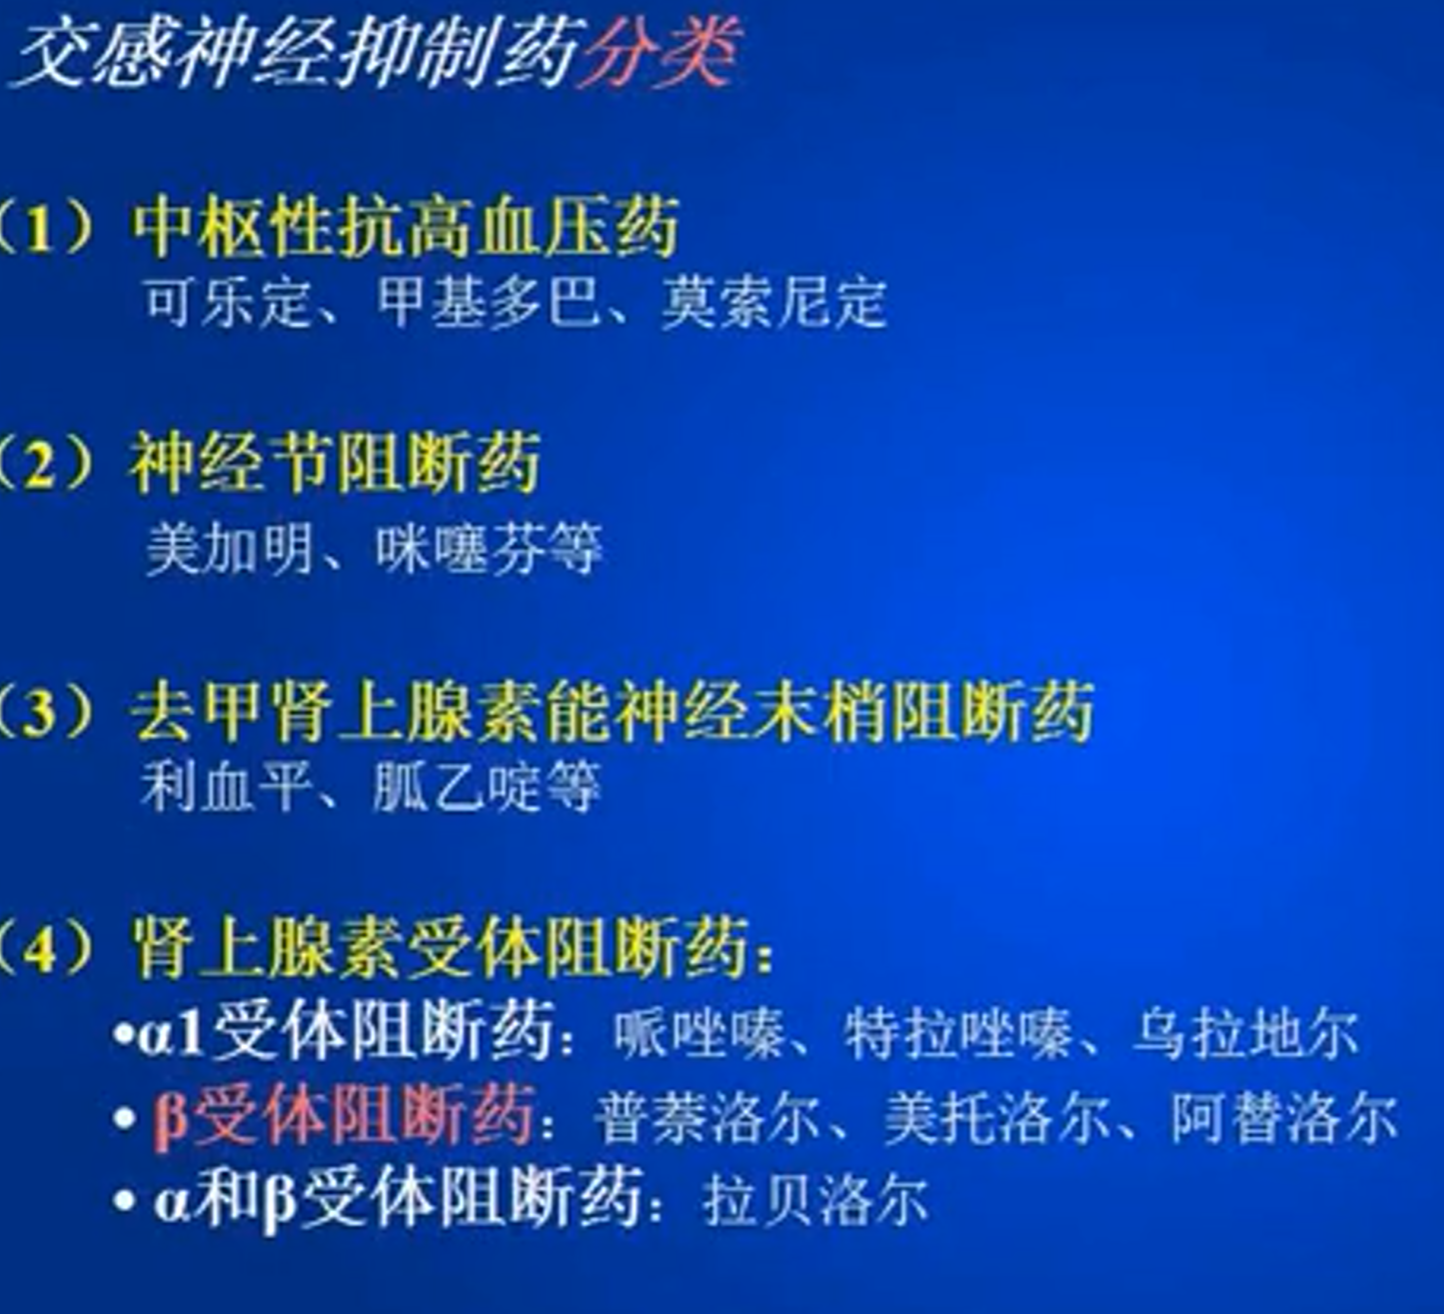 交感神经抑制药分类
（1）中枢性抗高血压药
可乐定、甲基多巴、莫索尼定
（2）神经节阻断药
美加明、咪噻芬等
（3）去甲肾上腺素能神经末梢阻断药
利血平、胍乙啶等
（4）肾上腺素受体阻断药：
•α1受体阻断药：哌唑嗪、特拉唑嗪、乌拉地尔
• β受体阻断药：普萘洛尔、美托洛尔、阿替洛尔
• α和β受体阻断药：拉贝洛尔